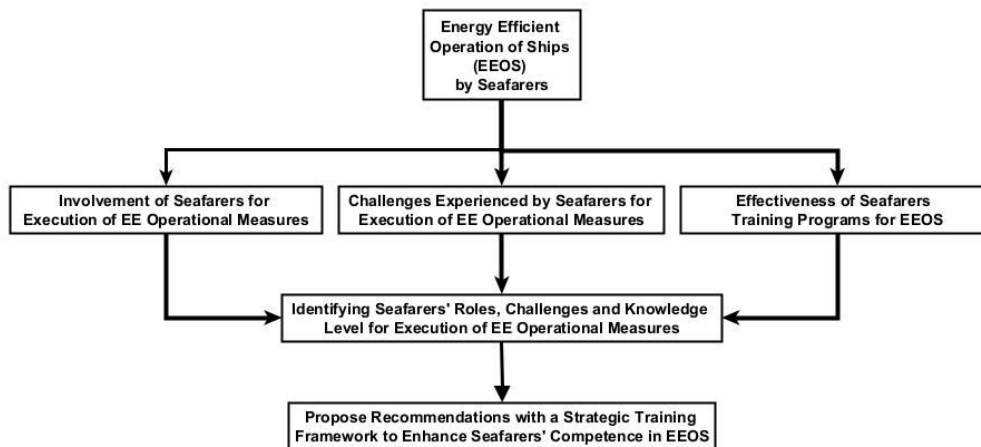 Energy Efficient
Operation of Ships
(EEOS)
by Seafarers
Involvement of Seafarers for
Execution of EE Operational Measures
Challenges Experienced by Seafarers for
Execution of EE Operational Measures
Effectiveness of Seafarers
Training Programs for EEOS
Identifying Seafarers' Roles, Challenges and Knowledge
Level for Execution of EE Operational Measures
Propose Recommendations with a Strategic Training
Framework to Enhance Seafarers' Competence in EEOS